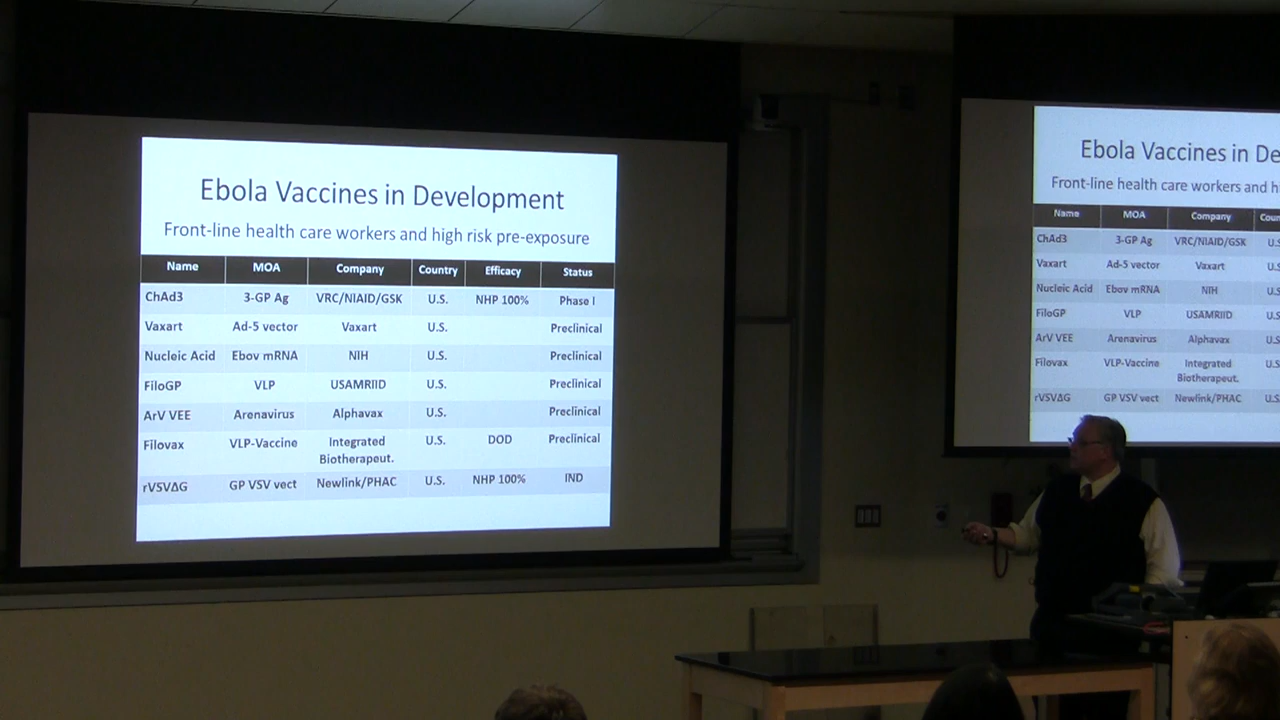 Ebola Vaccines in Development
Front-line health care workers and high risk pre-exposure
Name MOA Company Country Efficacy Status
ChAd3 3-GP Ag VRC/NIAID/GSK U.S. NHP 100% Phase I
Vaxart Ad-5 vector Vaxart U.S. Preclinical
Nucleic Acid Ebov mRNA NIH U.S. Preclinical
FiloGP VLP USAMRIID U.S. Preclinical
ArV VEE Arenavirus Alphavax U.S. Preclinical
Filovax VLP-Vaccine Integrated U.S. DOD Preclinical
Biotherapeut.
rVSVΔG GP VSV vect Newlink/PHAC U.S. NHP 100% IND
Ebola Vaccines in De
Front-line health care workers and h
Name MOA Company Coun
ChAd3 3-GP Ag VRC/NIAID/GSK U.S
Vaxart Ad-5 vector Vaxart U.S
Nucleic Acid Ebov mRNA NIH U.S
FiloGP VLP USAMRIID U.S
ArV VEE Arenavirus Alphavax U.S
Filovax VLP-Vaccine Integrated U.S
Biotherapeut.
rVSVΔG GP VSV vect Newlink/PHAC U.S